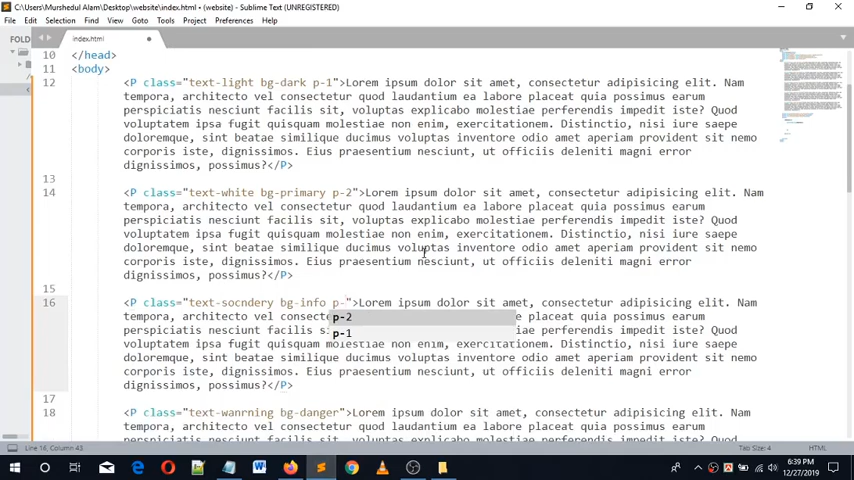 C:\Users\Murshedul Alam\Desktop\website\index.html • (website) - Sublime Text (UNREGISTERED)
File Edit Selection Find View Goto Tools Project Preferences Help
FOLD
index.html
10 </head>
11 <body>
12 <P class="text-light bg-dark p-1">Lorem ipsum dolor sit amet, consectetur adipisicing elit. Nam
tempora, architecto vel consectetur quod laudantium ea labore placeat quia possimus earum
perspiciatis nesciunt facilis sit, voluptas explicabo molestiae perferendis impedit iste? Quod
voluptatem ipsa fugit quisquam molestiae non enim, exercitationem. Distinctio, nisi iure saepe
doloremque, sint beatae similique ducimus voluptas inventore odio amet aperiam provident sit nemo
corporis iste, dignissimos. Eius praesentium nesciunt, ut officiis deleniti magni error
dignissimos, possimus?</P>
13
14 <P class="text-white bg-primary p-2">Lorem ipsum dolor sit amet, consectetur adipisicing elit. Nam
tempora, architecto vel consectetur quod laudantium ea labore placeat quia possimus earum
perspiciatis nesciunt facilis sit, voluptas explicabo molestiae perferendis impedit iste? Quod
voluptatem ipsa fugit quisquam molestiae non enim, exercitationem. Distinctio, nisi iure saepe
doloremque, sint beatae similique ducimus voluptas inventore odio amet aperiam provident sit nemo
corporis iste, dignissimos. Eius praesentium nesciunt, ut officiis deleniti magni error
dignissimos, possimus?</P>
15
16 <P class="text-socndery bg-info p-">Lorem ipsum dolor sit amet, consectetur adipisicing elit. Nam
tempora, architecto vel consect p-2 ae labore placeat quia possimus earum
perspiciatis nesciunt facilis s p-1 iae perferendis impedit iste? Quod
voluptatem ipsa fugit quisquam molestiae non enim, exercitationem. Distinctio, nisi iure saepe
doloremque, sint beatae similique ducimus voluptas inventore odio amet aperiam provident sit nemo
corporis iste, dignissimos. Eius praesentium nesciunt, ut officiis deleniti magni error
dignissimos, possimus?</P>
17
18 <P class="text-wanrning bg-danger">Lorem ipsum dolor sit amet, consectetur adipisicing elit. Nam
tempora, architecto vel consectetur quod laudantium ea labore placeat quia possimus earum
Line 16, Column 43 Tab Size: 4 HTML
6:39 PM
12/27/2019